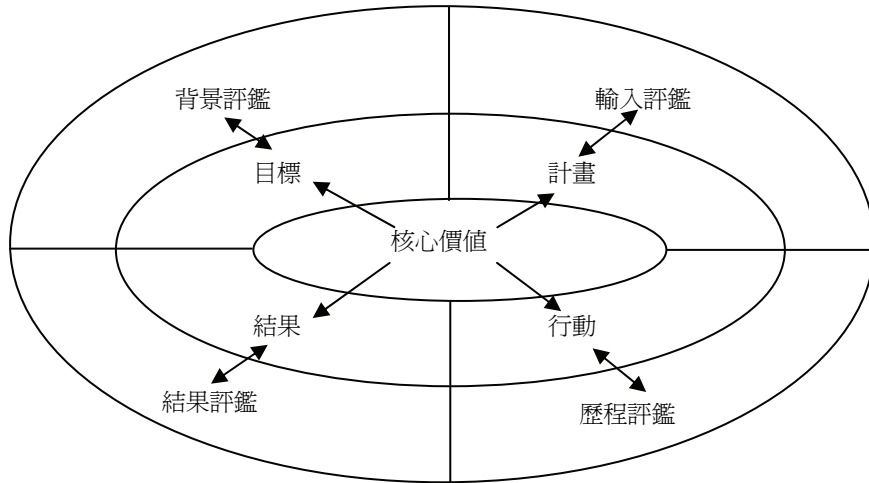 背景評鑑
輸入評鑑
目標
計畫
核心價值
結果
行動
結果評鑑
歷程評鑑